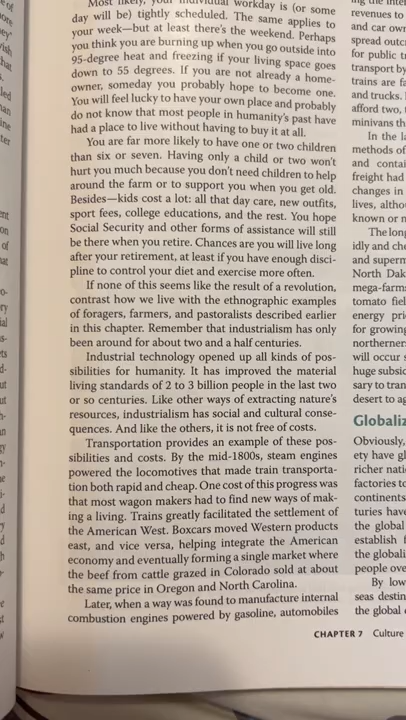 Most likely, your individual workday is (or some
day will be) tightly scheduled. The same applies to
your week—but at least there's the weekend. Perhaps
you think you are burning up when you go outside into
95-degree heat and freezing if your living space goes
down to 55 degrees. If you are not already a home-
owner, someday you probably hope to become one.
You will feel lucky to have your own place and probably
do not know that most people in humanity's past have
had a place to live without having to buy it at all.
You are far more likely to have one or two children
than six or seven. Having only a child or two won't
hurt you much because you don't need children to help
around the farm or to support you when you get old.
Besides—kids cost a lot: all that day care, new outfits,
sport fees, college educations, and the rest. You hope
Social Security and other forms of assistance will still
be there when you retire. Chances are you will live long
after your retirement, at least if you have enough disci-
pline to control your diet and exercise more often.
If none of this seems like the result of a revolution,
contrast how we live with the ethnographic examples
of foragers, farmers, and pastoralists described earlier
in this chapter. Remember that industrialism has only
been around for about two and a half centuries.
Industrial technology opened up all kinds of pos-
sibilities for humanity. It has improved the material
living standards of 2 to 3 billion people in the last two
or so centuries. Like other ways of extracting nature's
resources, industrialism has social and cultural conse-
quences. And like the others, it is not free of costs.
Transportation provides an example of these pos-
sibilities and costs. By the mid-1800s, steam engines
powered the locomotives that made train transporta-
tion both rapid and cheap. One cost of this progress was
that most wagon makers had to find new ways of mak-
ing a living. Trains greatly facilitated the settlement of
the American West. Boxcars moved Western products
east, and vice versa, helping integrate the American
economy and eventually forming a single market where
the beef from cattle grazed in Colorado sold at about
the same price in Oregon and North Carolina.
Later, when a way was found to manufacture internal
combustion engines powered by gasoline, automobiles
revenues to
and car own
spread outc
for public t
transport by
trains are fa
and trucks.
afford two,
minivans th
In the la
methods of
and contai
freight had
changes in
lives, altho
known or n
The long
idly and che
and superm
North Dak
mega-farms
tomato fiel
energy pri
for growing
northerner
will occur s
huge subsid
sary to tran
desert to ag
Globaliz
Obviously,
ety have gl
richer nati
factories to
continents
turies have
the global
establish f
the globali
people ove
By low
seas destin
the global
CHAPTER 7 Culture